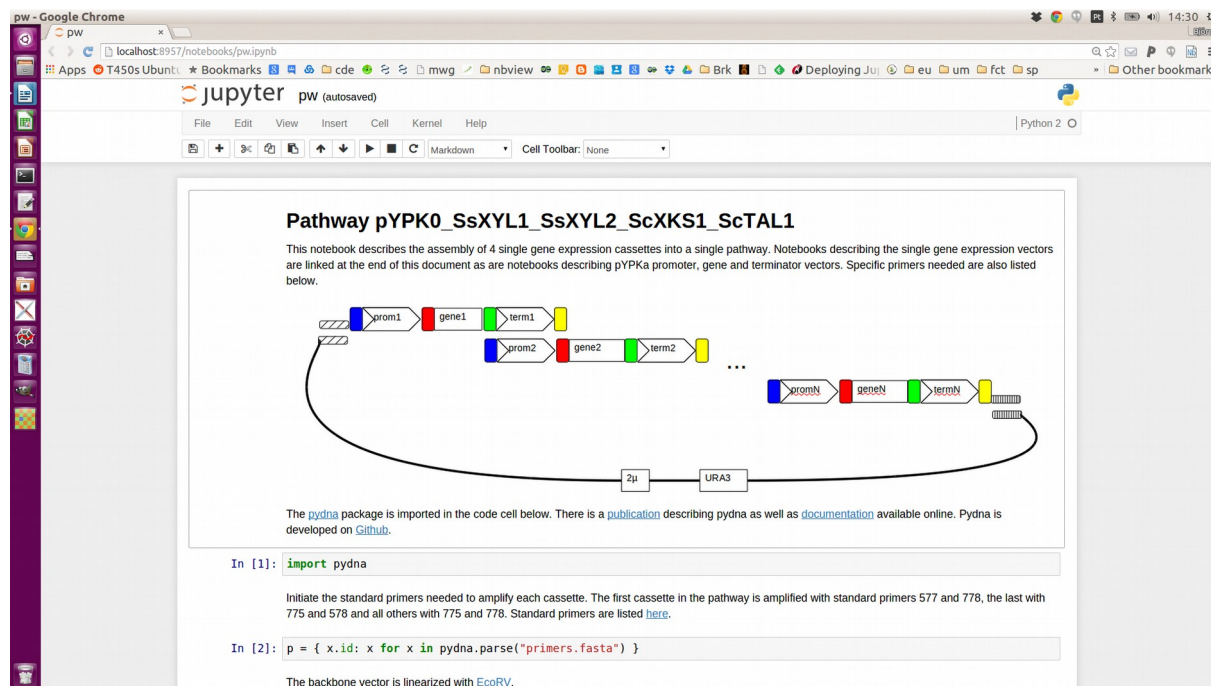 pw - Google Chrome
Pt
14:30
pw
localhost:8957/notebooks/pw.ipynb
Apps T450s Ubunt Bookmarks cde mwg nbview Brk Deploying Ju eu um fct sp » Other bookmark
jupyter pw (autosaved)
File Edit View Insert Cell Kernel Help
Python 2
Markdown Cell Toolbar: None
Pathway pYPK0_SsXYL1_SsXYL2_ScXKS1_ScTAL1
This notebook describes the assembly of 4 single gene expression cassettes into a single pathway. Notebooks describing the single gene expression vectors
are linked at the end of this document as are notebooks describing pYPKa promoter, gene and terminator vectors. Specific primers needed are also listed
below.
prom1 gene1 term1
prom2 gene2 term2
...
promN geneN termN
2μ URA3
The pydna package is imported in the code cell below. There is a publication describing pydna as well as documentation available online. Pydna is
developed on Github.
In [1]: import pydna
Initiate the standard primers needed to amplify each cassette. The first cassette in the pathway is amplified with standard primers 577 and 778, the last with
775 and 578 and all others with 775 and 778. Standard primers are listed here.
In [2]: p = { x.id: x for x in pydna.parse("primers.fasta") }
The backbone vector is linearized with EcoRV.